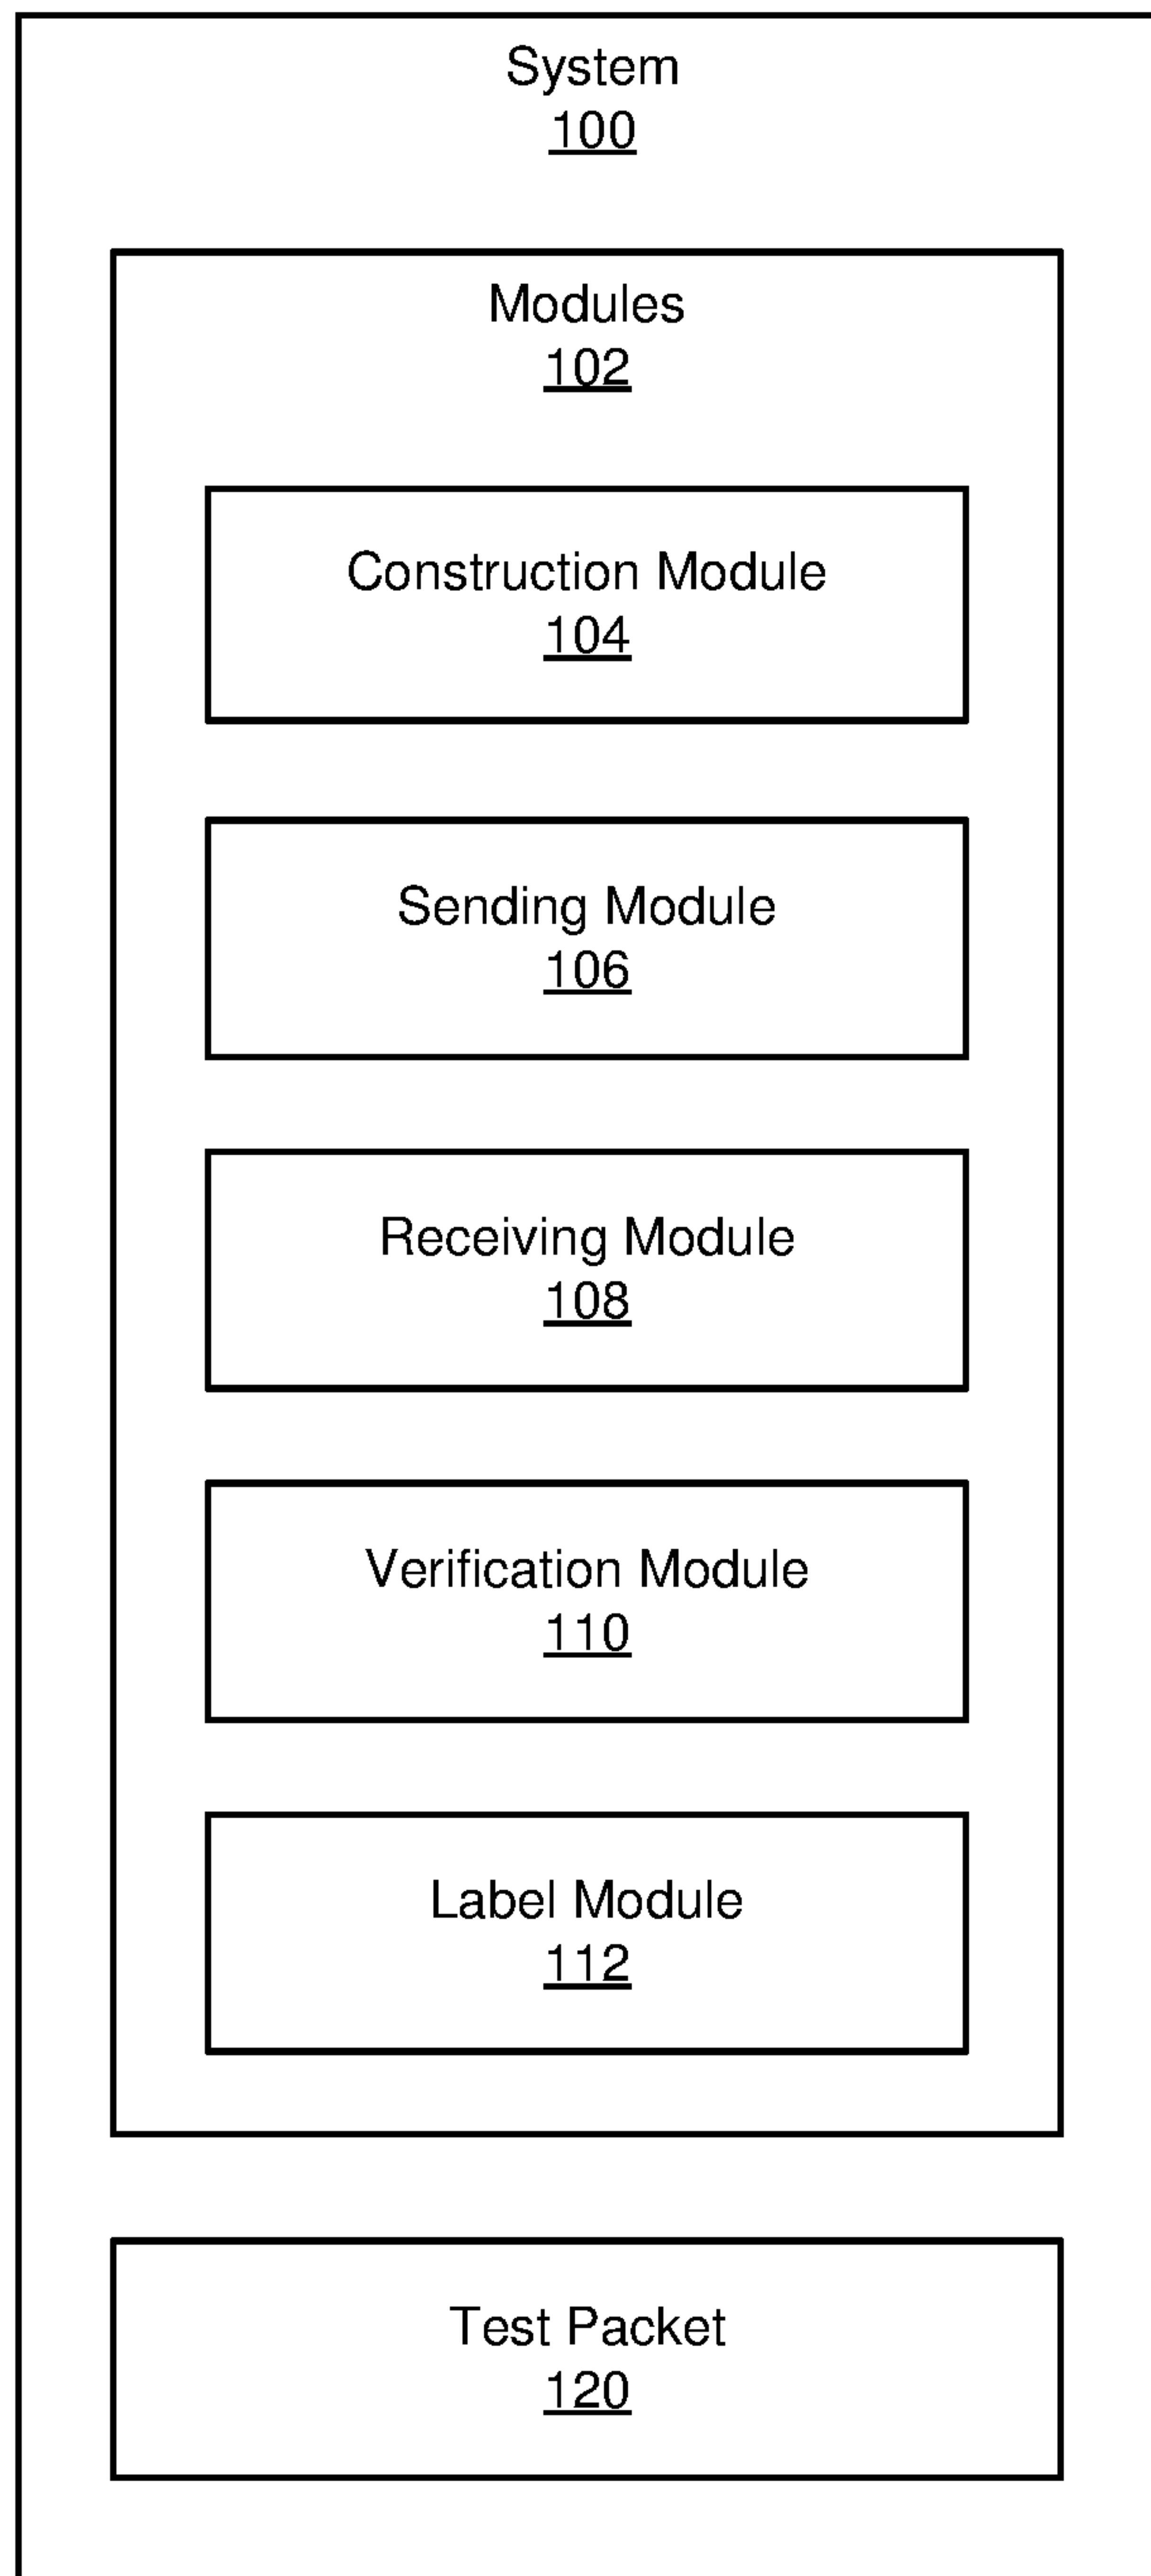 System
100
Modules
102
Construction Module
104
Sending Module
106
Receiving Module
108
Verification Module
110
Label Module
112
Test Packet
120